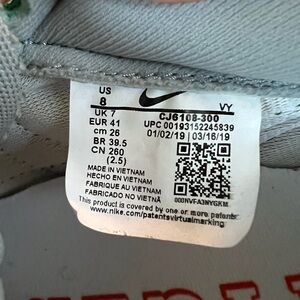 US
8
VY
UK 7
CJ6108-300
EUR 41
UPC 00193152245839
cm 26
01/02/19 | 03/16/19
BR 39.5
CN 260
(2.5)
MADE IN VIETNAM
HECHO EN VIETNAM
FABRIQUE AU VIETNAM
FABRICADO NO VIETNÃ
000NVFA3NYGKM
This product is covered by one or more patents
www.nike.com/patentsvirtualmarking